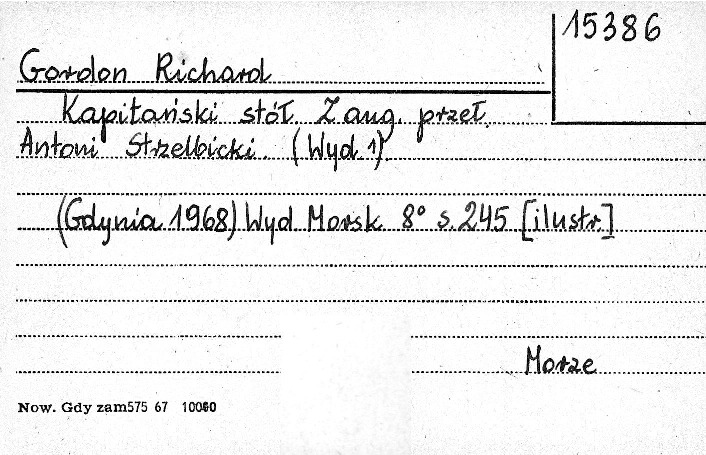 15386
Gordon Richard
Kapitański stół. Z ang. przeł.
Antoni Strzelbicki. (Wyd. 1)
(Gdynia 1968) Wyd Morsk. 8° s. 245 [ilustr.]
Morze
Now. Gdy zam575 67 10000